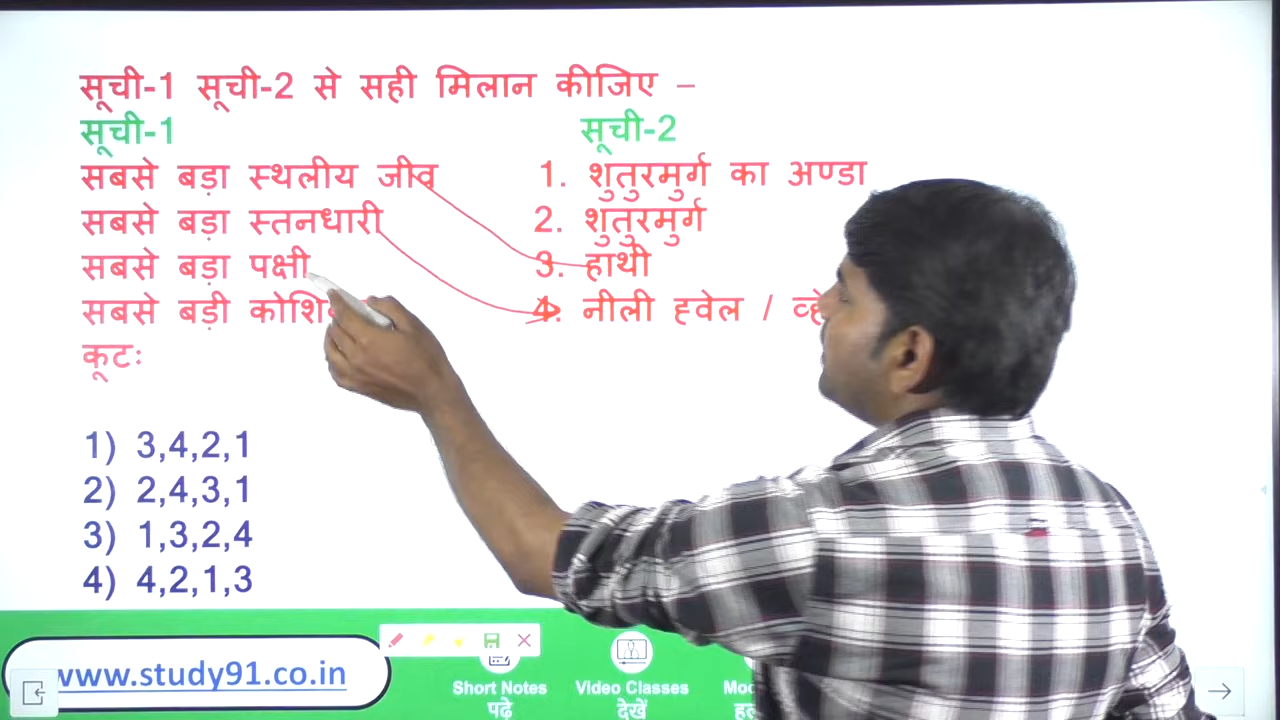 सूची-1 सूची-2 से सही मिलान कीजिए –
सूची-1 सूची-2
सबसे बड़ा स्थलीय जीव 1. शुतुरमुर्ग का अण्डा
सबसे बड़ा स्तनधारी 2. शुतुरमुर्ग
सबसे बड़ा पक्षी 3. हाथी
सबसे बड़ी 4. नीली ह्वेल /
कूटः
1) 3,4,2,1
2) 2,4,3,1
3) 1,3,2,4
4) 4,2,1,3
www.study91.co.in
Short Notes Video Classes
पढ़े देखें